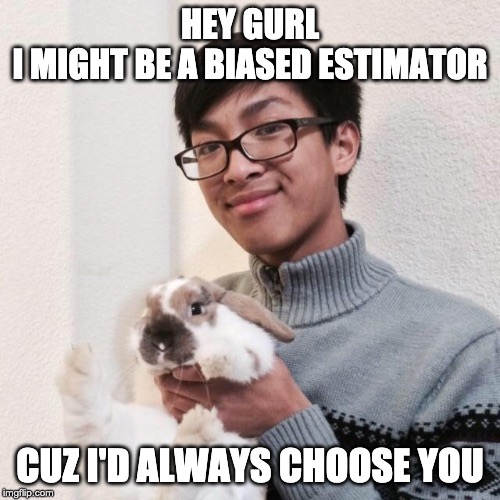 HEY GURL
I MIGHT BE A BIASED ESTIMATOR
CUZ I'D ALWAYS CHOOSE YOU
imgflip.com